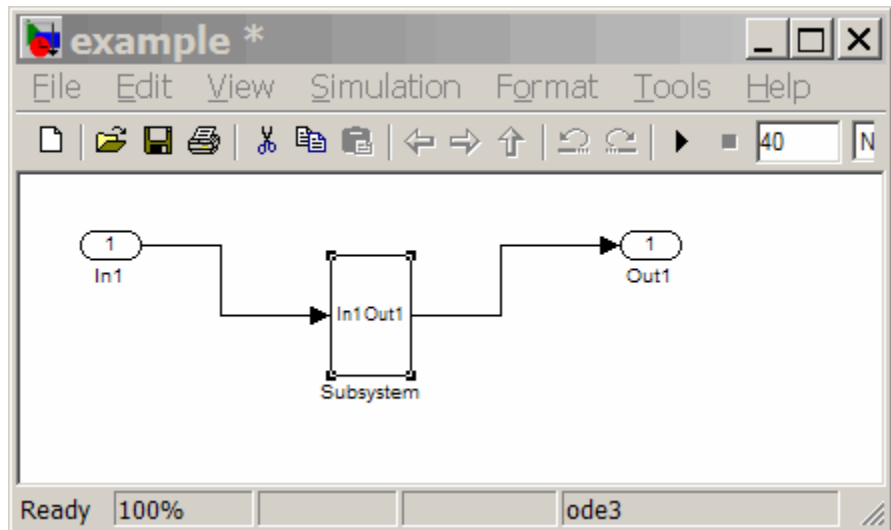 example *
File Edit View Simulation Format Tools Help
40 N
1 1
In1 Out1
In1 Out1
Subsystem
Ready 100% ode3